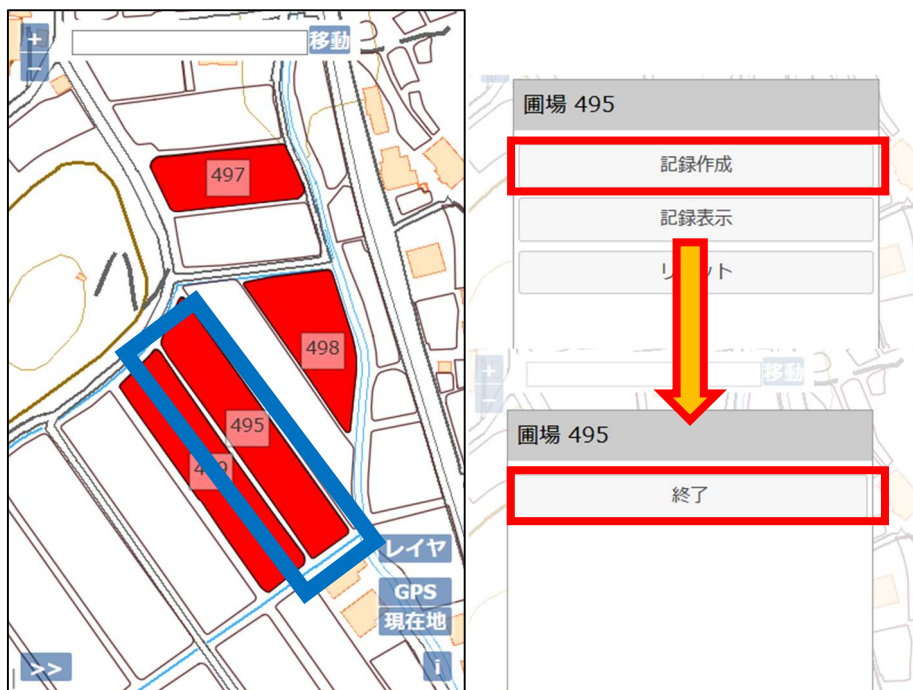 +
移動
−
497
498
495
レイヤ
GPS
現在地
>>
i
圃場 495
記録作成
記録表示
+
移動
圃場 495
終了